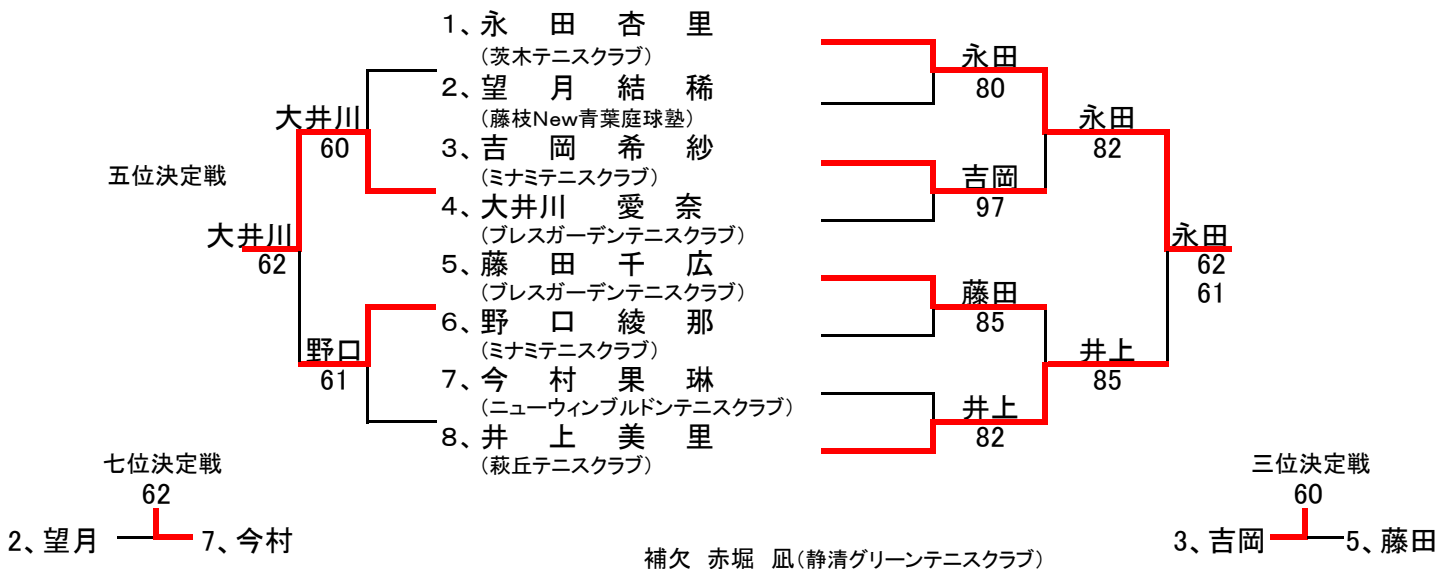 1、永 田 杏 里
(茨木テニスクラブ)
2、望 月 結 稀
(藤枝New青葉庭球塾)
3、吉 岡 希 紗
(ミナミテニスクラブ)
4、大井川 愛 奈
(ブレスガーデンテニスクラブ)
5、藤 田 千 広
(ブレスガーデンテニスクラブ)
6、野 口 綾 那
(ミナミテニスクラブ)
7、今 村 果 琳
(ニューウィンブルドンテニスクラブ)
8、井 上 美 里
(萩丘テニスクラブ)
大井川
60
五位決定戦
大井川
62
野口
61
永田
80
吉岡
97
藤田
85
井上
82
永田
82
井上
85
永田
62
61
七位決定戦
62
2、望月 7、今村
三位決定戦
60
3、吉岡 5、藤田
補欠 赤堀 凪(静清グリーンテニスクラブ)